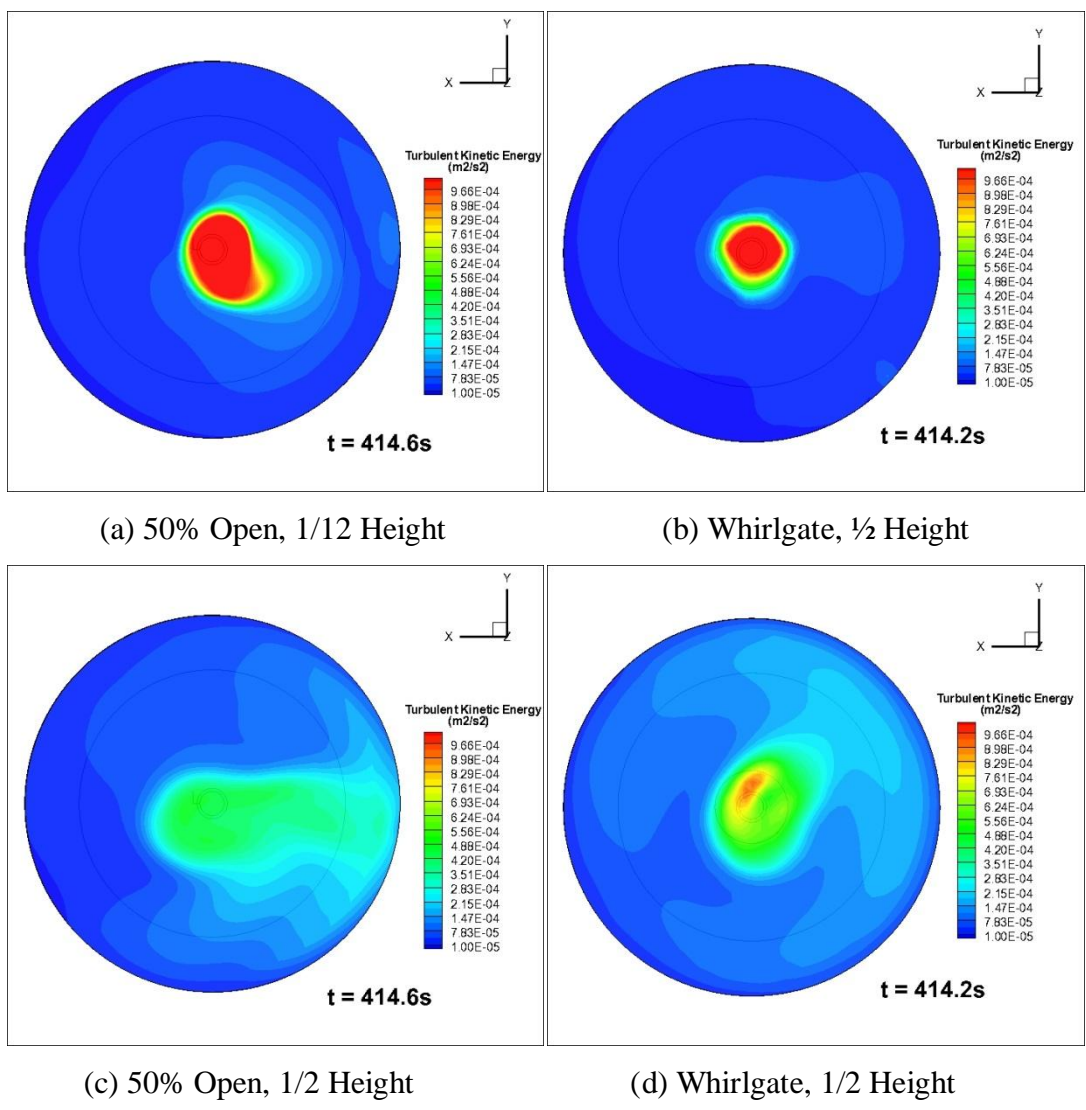 Y
X
Z
Turbulent Kinetic Energy
(m2/s2)
9.66E-04
8.98E-04
8.29E-04
7.61E-04
6.93E-04
6.24E-04
5.56E-04
4.88E-04
4.20E-04
3.51E-04
2.83E-04
2.15E-04
1.47E-04
7.83E-05
1.00E-05
t = 414.6s
(a) 50% Open, 1/12 Height
Y
X
Z
Turbulent Kinetic Energy
(m2/s2)
9.66E-04
8.98E-04
8.29E-04
7.61E-04
6.93E-04
6.24E-04
5.56E-04
4.88E-04
4.20E-04
3.51E-04
2.83E-04
2.15E-04
1.47E-04
7.83E-05
1.00E-05
t = 414.2s
(b) Whirlgate, ½ Height
Y
X
Z
Turbulent Kinetic Energy
(m2/s2)
9.66E-04
8.98E-04
8.29E-04
7.61E-04
6.93E-04
6.24E-04
5.56E-04
4.88E-04
4.20E-04
3.51E-04
2.83E-04
2.15E-04
1.47E-04
7.83E-05
1.00E-05
t = 414.6s
(c) 50% Open, 1/2 Height
Y
X
Z
Turbulent Kinetic Energy
(m2/s2)
9.66E-04
8.98E-04
8.29E-04
7.61E-04
6.93E-04
6.24E-04
5.56E-04
4.88E-04
4.20E-04
3.51E-04
2.83E-04
2.15E-04
1.47E-04
7.83E-05
1.00E-05
t = 414.2s
(d) Whirlgate, 1/2 Height